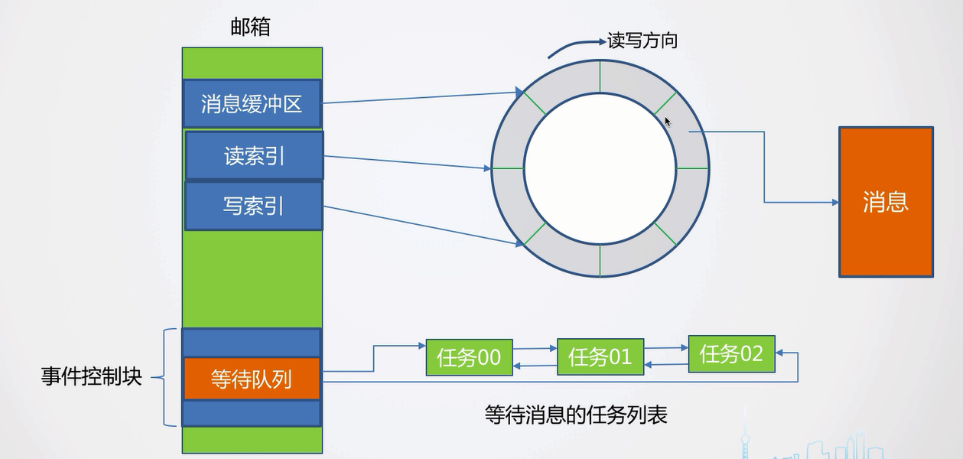 邮箱
读写方向
消息缓冲区
读索引
写索引
消息
事件控制块
等待队列
任务00
任务01
任务02
等待消息的任务列表